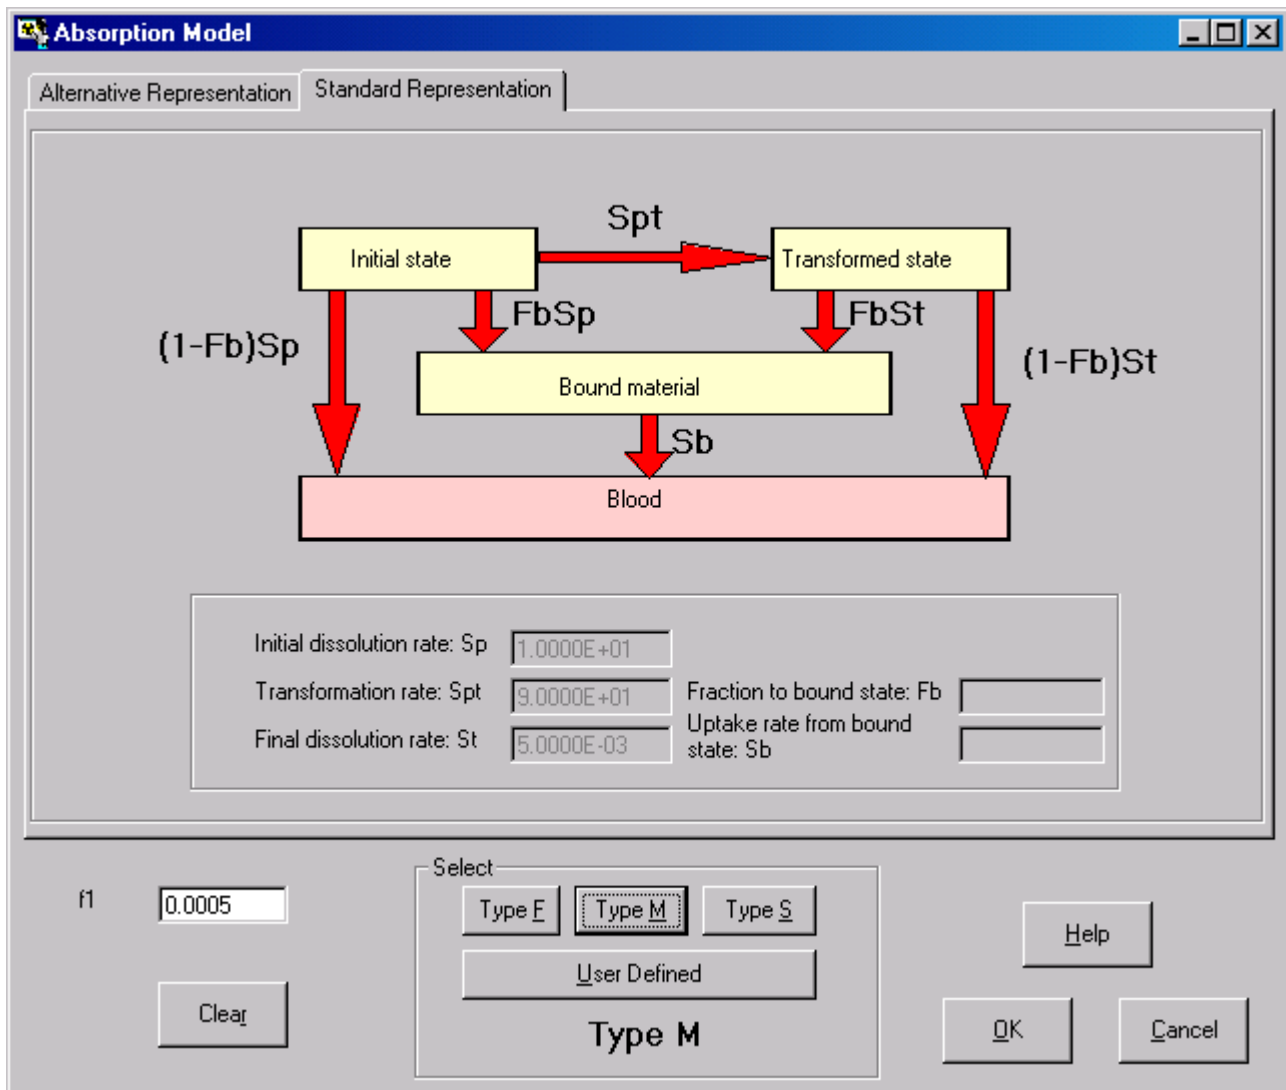 Absorption Model
Alternative Representation
Standard Representation
Spt
Initial state
Transformed state
FbSp
FbSt
(1-Fb)Sp
(1-Fb)St
Bound material
Sb
Blood
Initial dissolution rate: Sp 1.0000E+01
Transformation rate: Spt 9.0000E+01
Final dissolution rate: St 5.0000E-03
Fraction to bound state: Fb
Uptake rate from bound
state: Sb
f1 0.0005
Clear
Select
Type F Type M Type S
User Defined
Type M
Help
OK Cancel